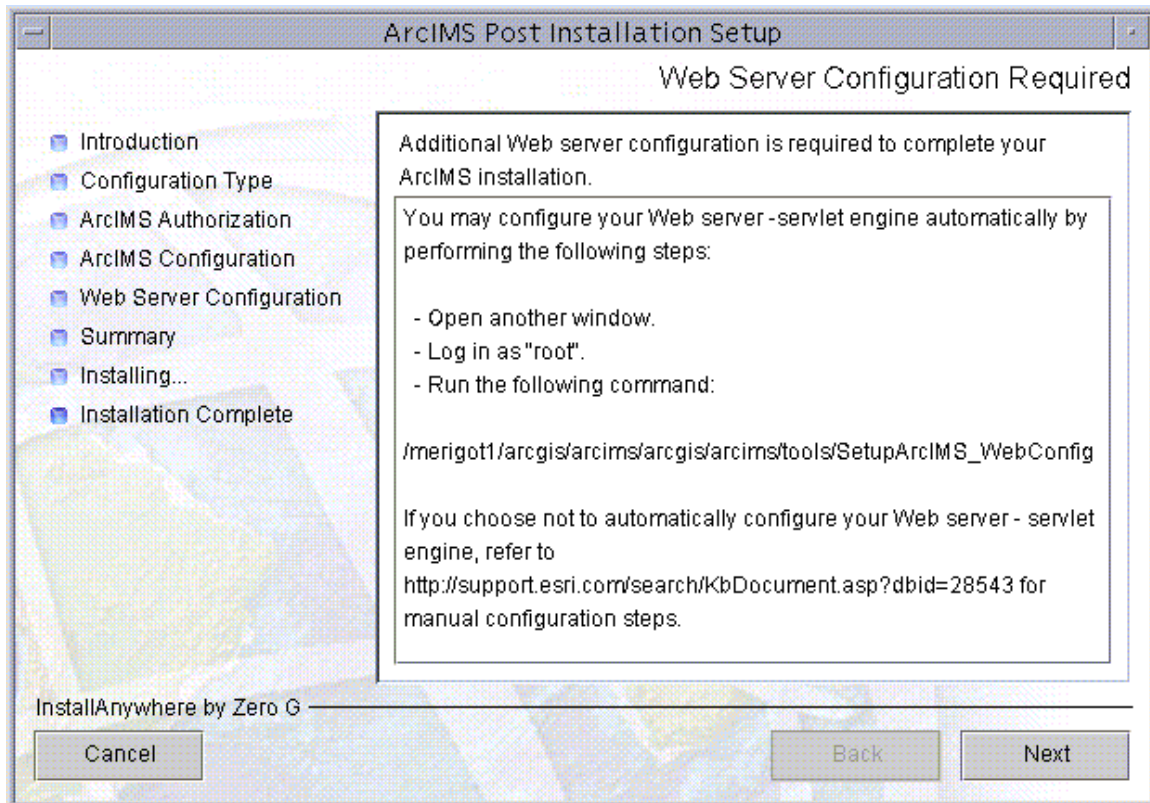 ArcIMS Post Installation Setup
Web Server Configuration Required
Introduction
Configuration Type
ArcIMS Authorization
ArcIMS Configuration
Web Server Configuration
Summary
Installing...
Installation Complete
Additional Web server configuration is required to complete your
ArcIMS installation.
You may configure your Web server -servlet engine automatically by
performing the following steps:
- Open another window.
- Log in as "root".
- Run the following command:
/merigot1/arcgis/arcims/arcgis/arcims/tools/SetupArcIMS_WebConfig
If you choose not to automatically configure your Web server - servlet
engine, refer to
http://support.esri.com/search/KbDocument.asp?dbid=28543 for
manual configuration steps.
InstallAnywhere by Zero G
Cancel
Back
Next